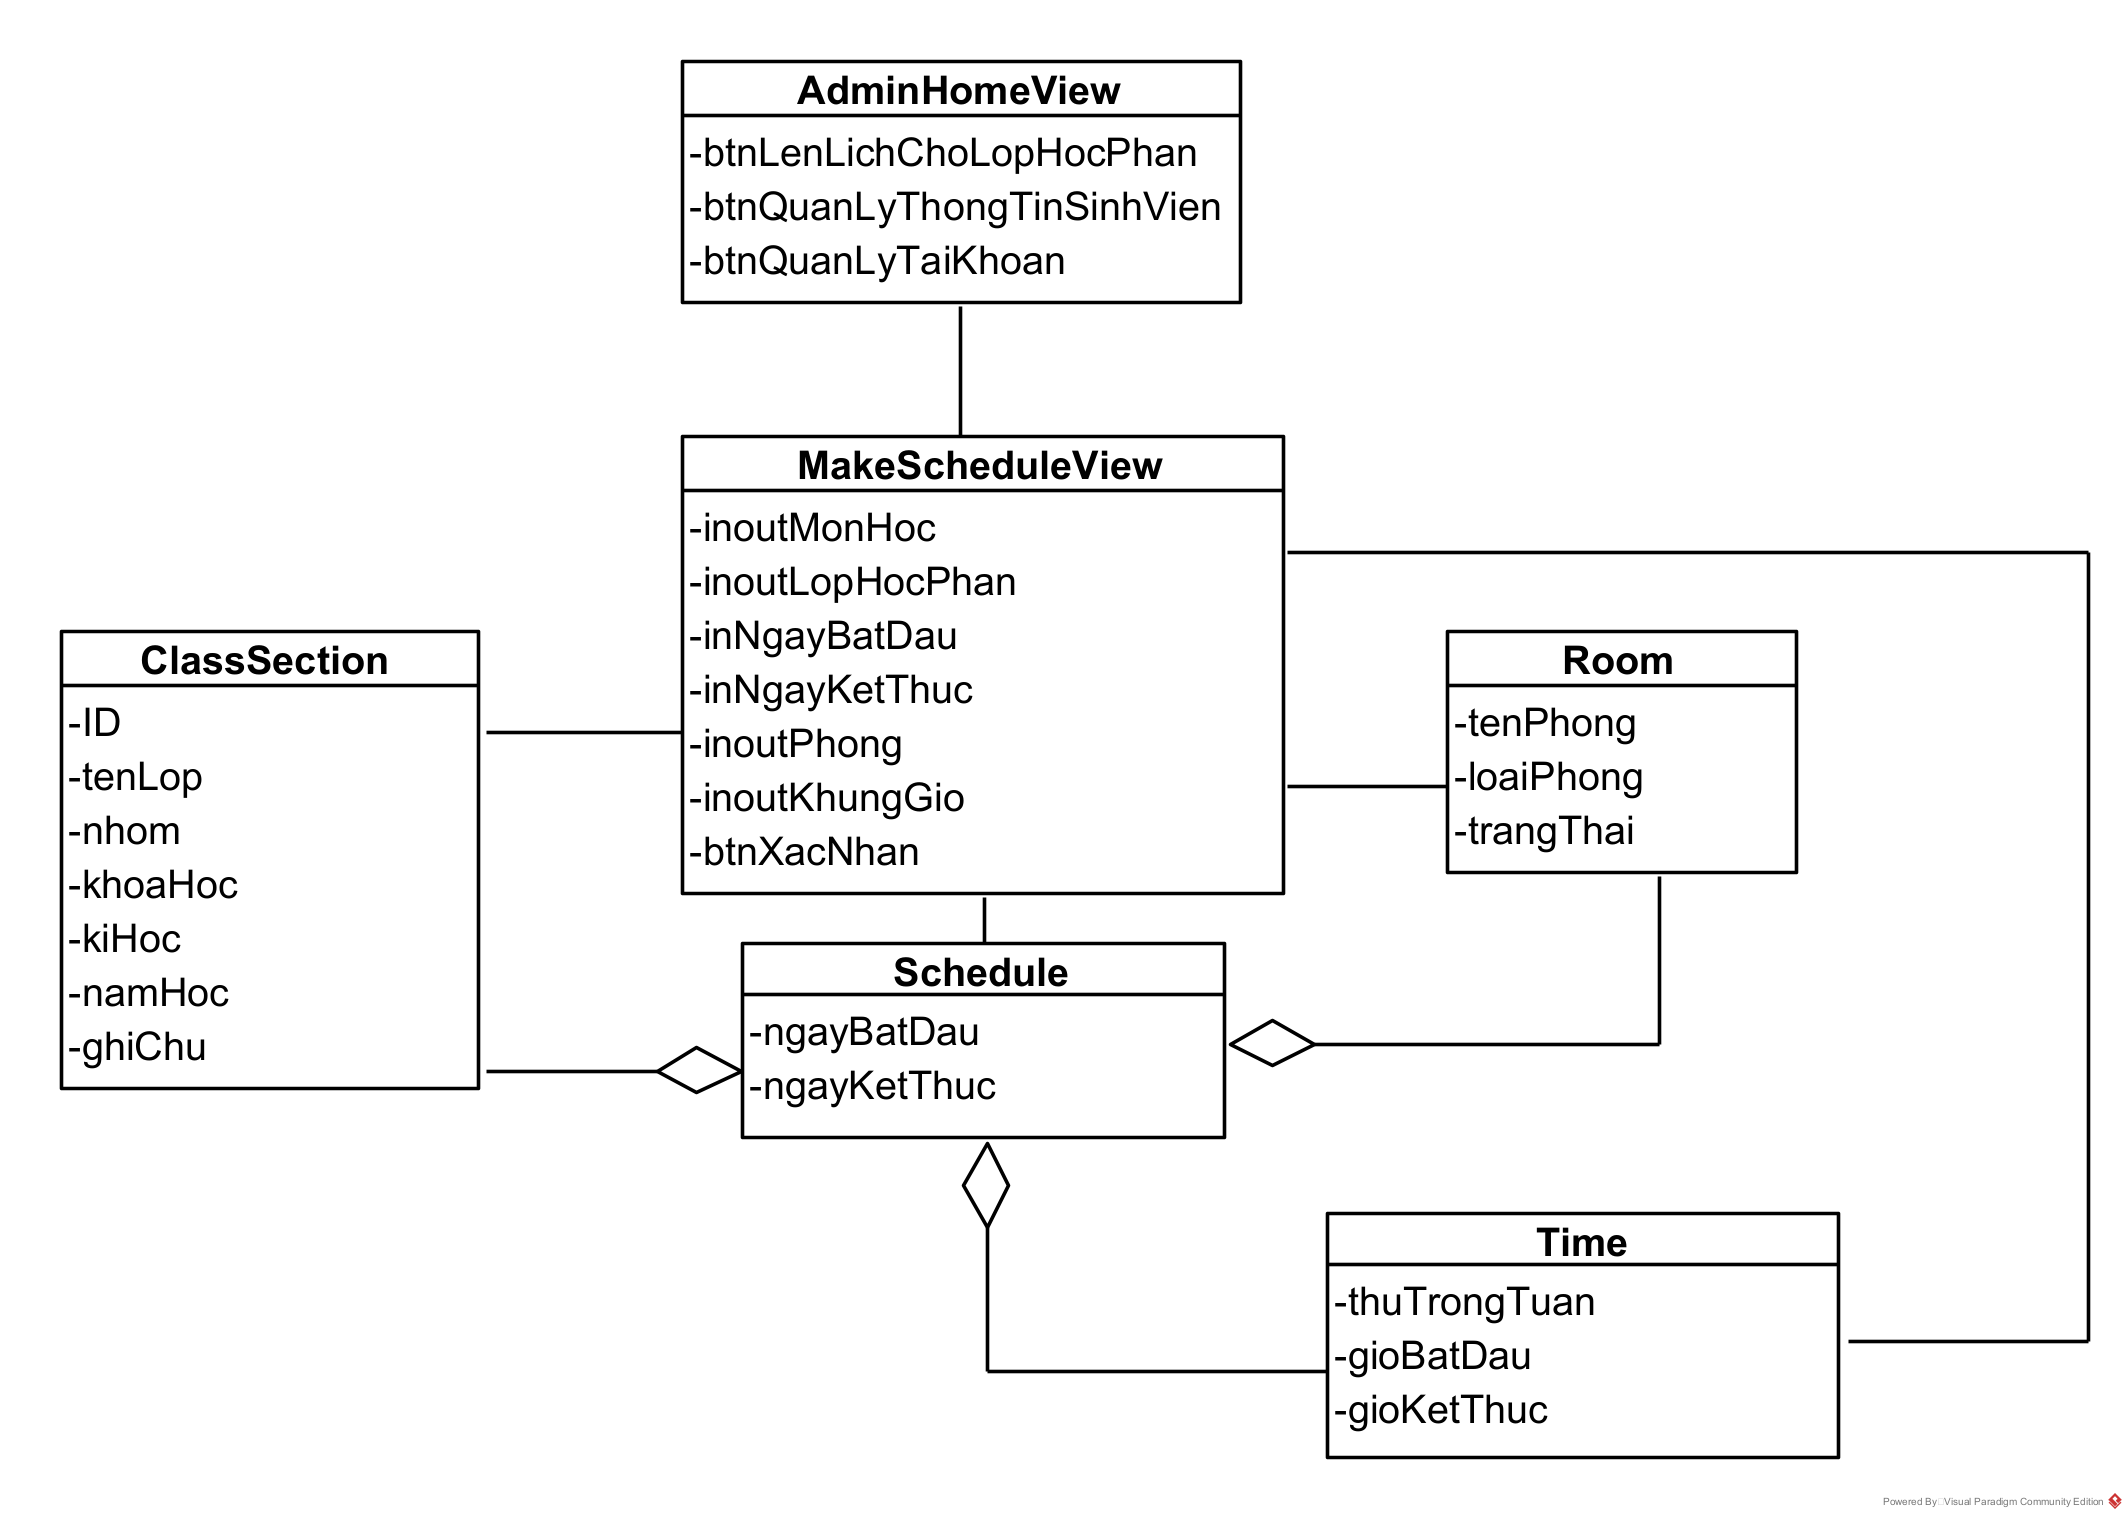 AdminHomeView
-btnLenLichChoLopHocPhan
-btnQuanLyThongTinSinhVien
-btnQuanLyTaiKhoan
MakeScheduleView
-inoutMonHoc
-inoutLopHocPhan
-inNgayBatDau
-inNgayKetThuc
-inoutPhong
-inoutKhungGio
-btnXacNhan
ClassSection
-ID
-tenLop
-nhom
-khoaHoc
-kiHoc
-namHoc
-ghiChu
Room
-tenPhong
-loaiPhong
-trangThai
Schedule
-ngayBatDau
-ngayKetThuc
Time
-thuTrongTuan
-gioBatDau
-gioKetThuc
Powered By Visual Paradigm Community Edition